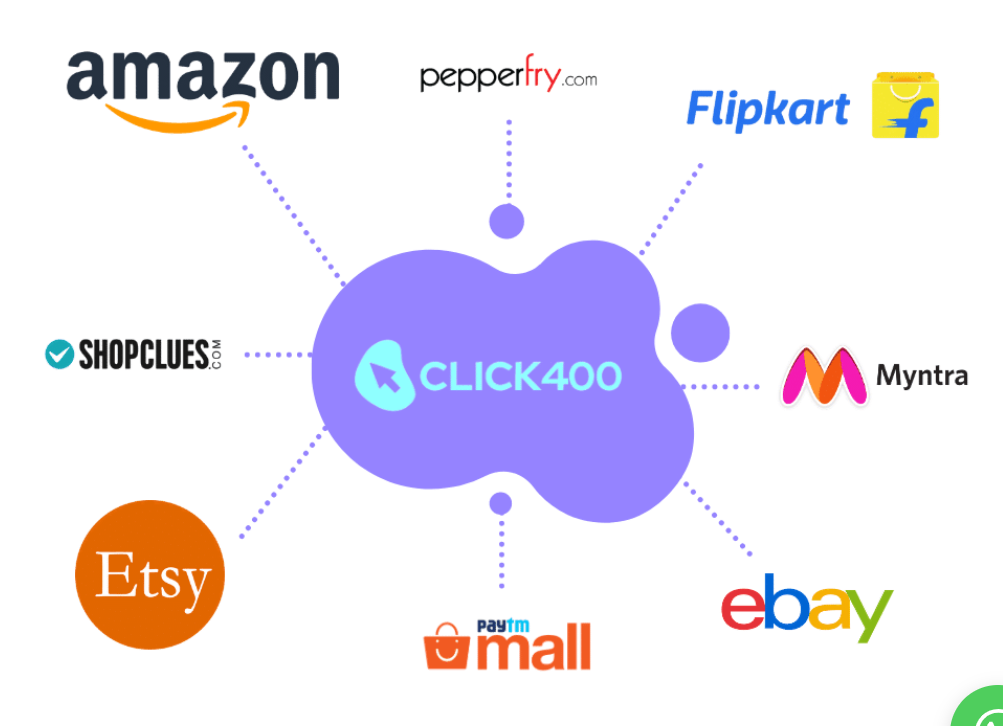 amazon
pepperfry.com
Flipkart
SHOPCLUES.COM
CLICK400
Myntra
Etsy
ebay
paytm
mall